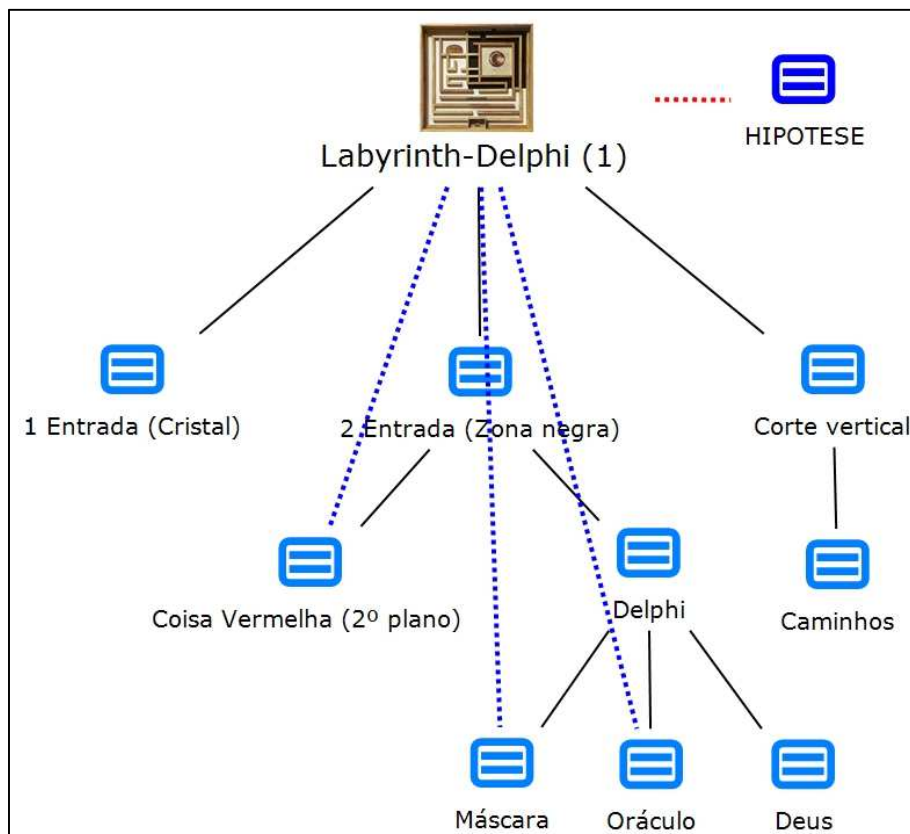 HIPOTESE
Labyrinth-Delphi (1)
1 Entrada (Cristal)
2 Entrada (Zona negra)
Corte vertical
Coisa Vermelha (2º plano)
Delphi
Caminhos
Máscara
Oráculo
Deus